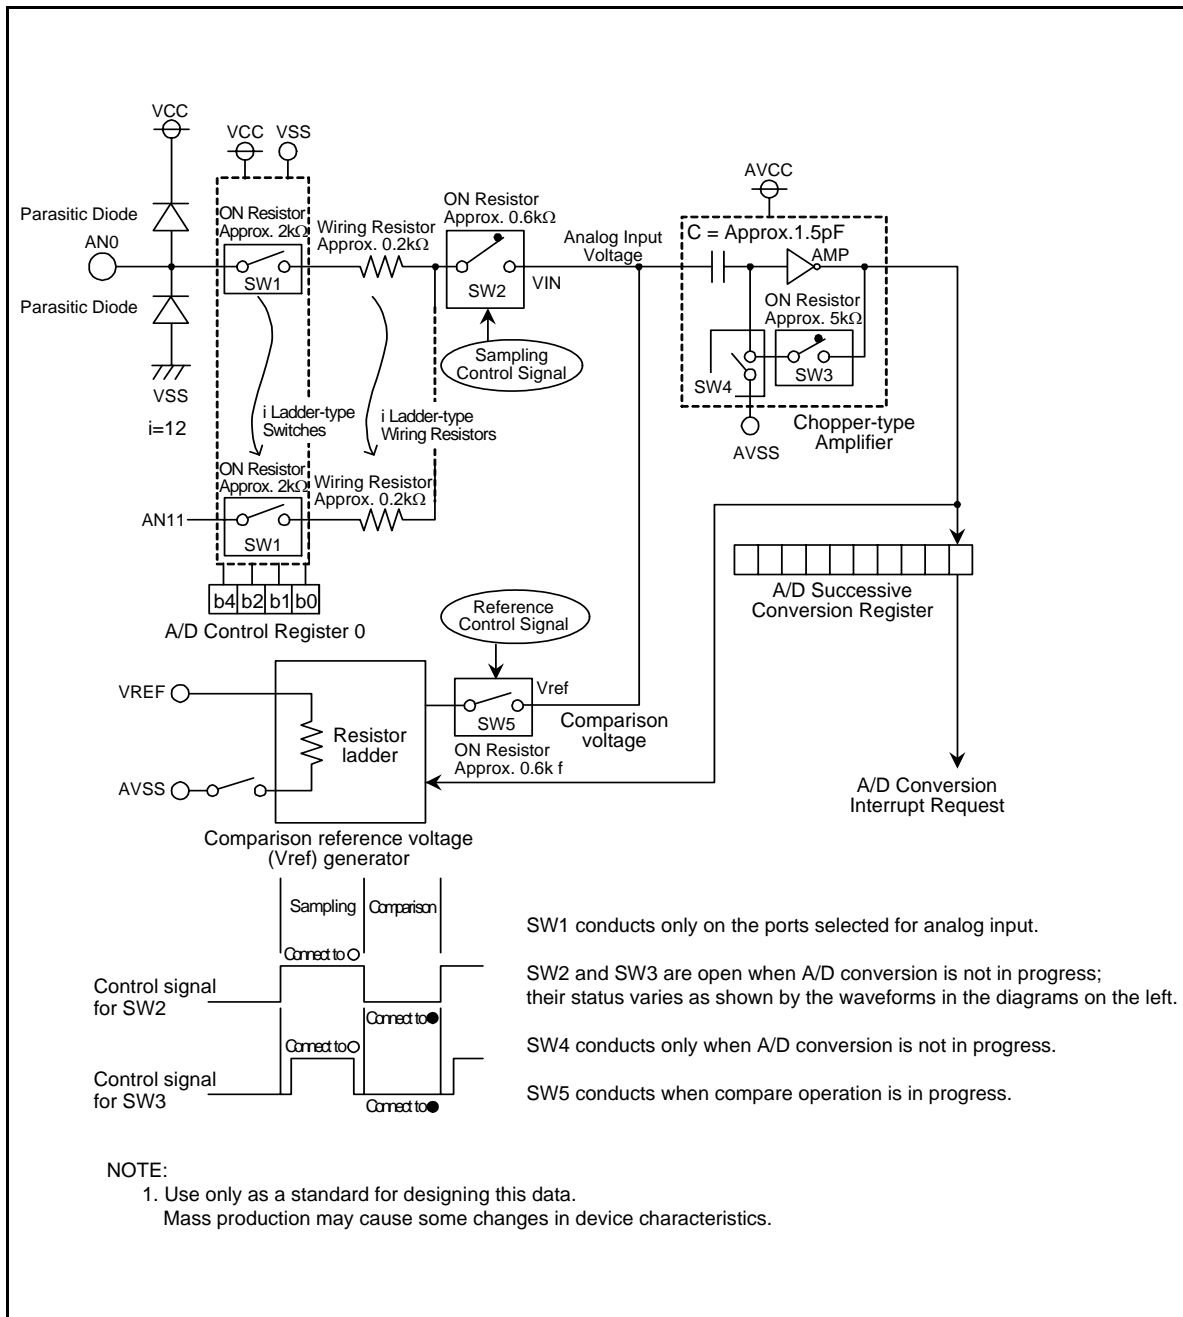 VCC
VCC VSS
Parasitic Diode
AN0
Parasitic Diode
VSS
i=12
ON Resistor
Approx. 2kΩ
SW1
Wiring Resistor
Approx. 0.2kΩ
ON Resistor
Approx. 0.6kΩ
SW2
VIN
Sampling
Control Signal
Analog Input
Voltage
AVCC
C = Approx.1.5pF
AMP
ON Resistor
Approx. 5kΩ
SW3
SW4
AVSS
Chopper-type
Amplifier
i Ladder-type
Switches
i Ladder-type
Wiring Resistors
ON Resistor
Approx. 2kΩ
Wiring Resistor
Approx. 0.2kΩ
AN11
SW1
b4 b2 b1 b0
A/D Control Register 0
A/D Successive
Conversion Register
Reference
Control Signal
VREF
Resistor
ladder
AVSS
SW5
Vref
Comparison
voltage
ON Resistor
Approx. 0.6k f
A/D Conversion
Interrupt Request
Comparison reference voltage
(Vref) generator
Sampling Comparison
Connect to
Control signal
for SW2
Connect to
Connect to
Control signal
for SW3
Connect to
SW1 conducts only on the ports selected for analog input.
SW2 and SW3 are open when A/D conversion is not in progress;
their status varies as shown by the waveforms in the diagrams on the left.
SW4 conducts only when A/D conversion is not in progress.
SW5 conducts when compare operation is in progress.
NOTE:
1. Use only as a standard for designing this data.
Mass production may cause some changes in device characteristics.